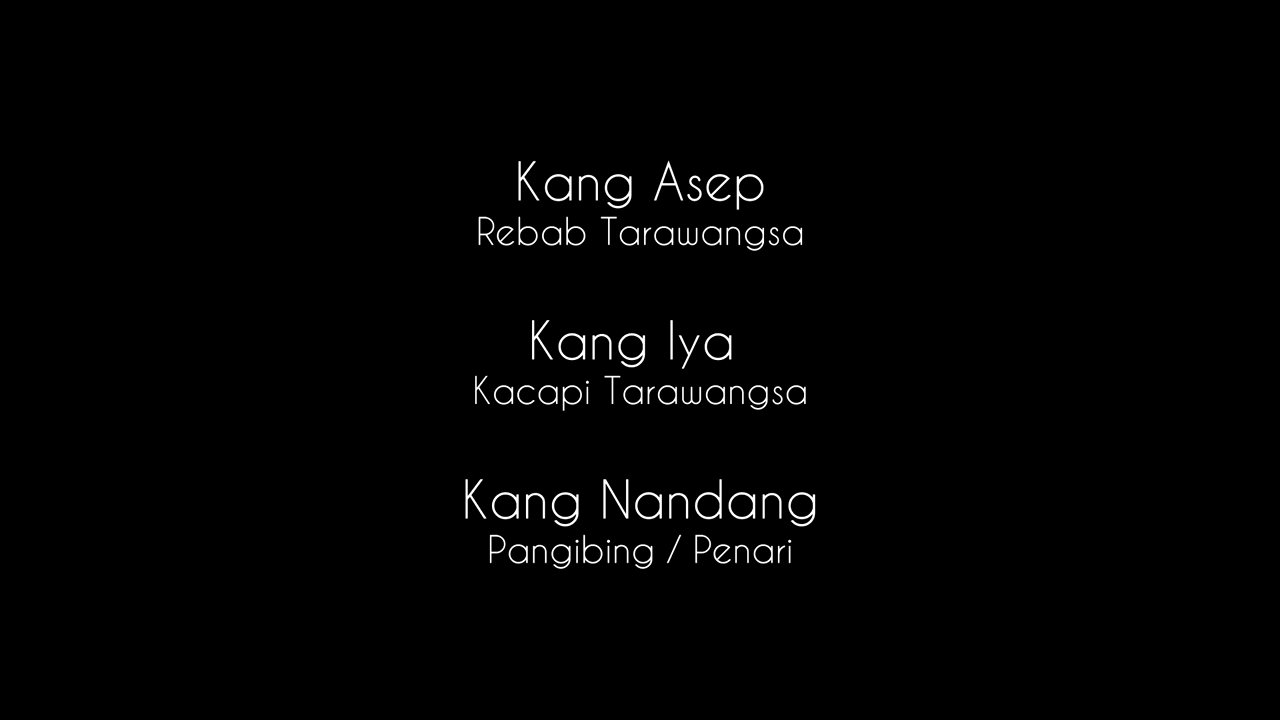 Kang Asep
Rebab Tarawangsa
Kang Iya
Kacapi Tarawangsa
Kang Nandang
Pangibing / Penari